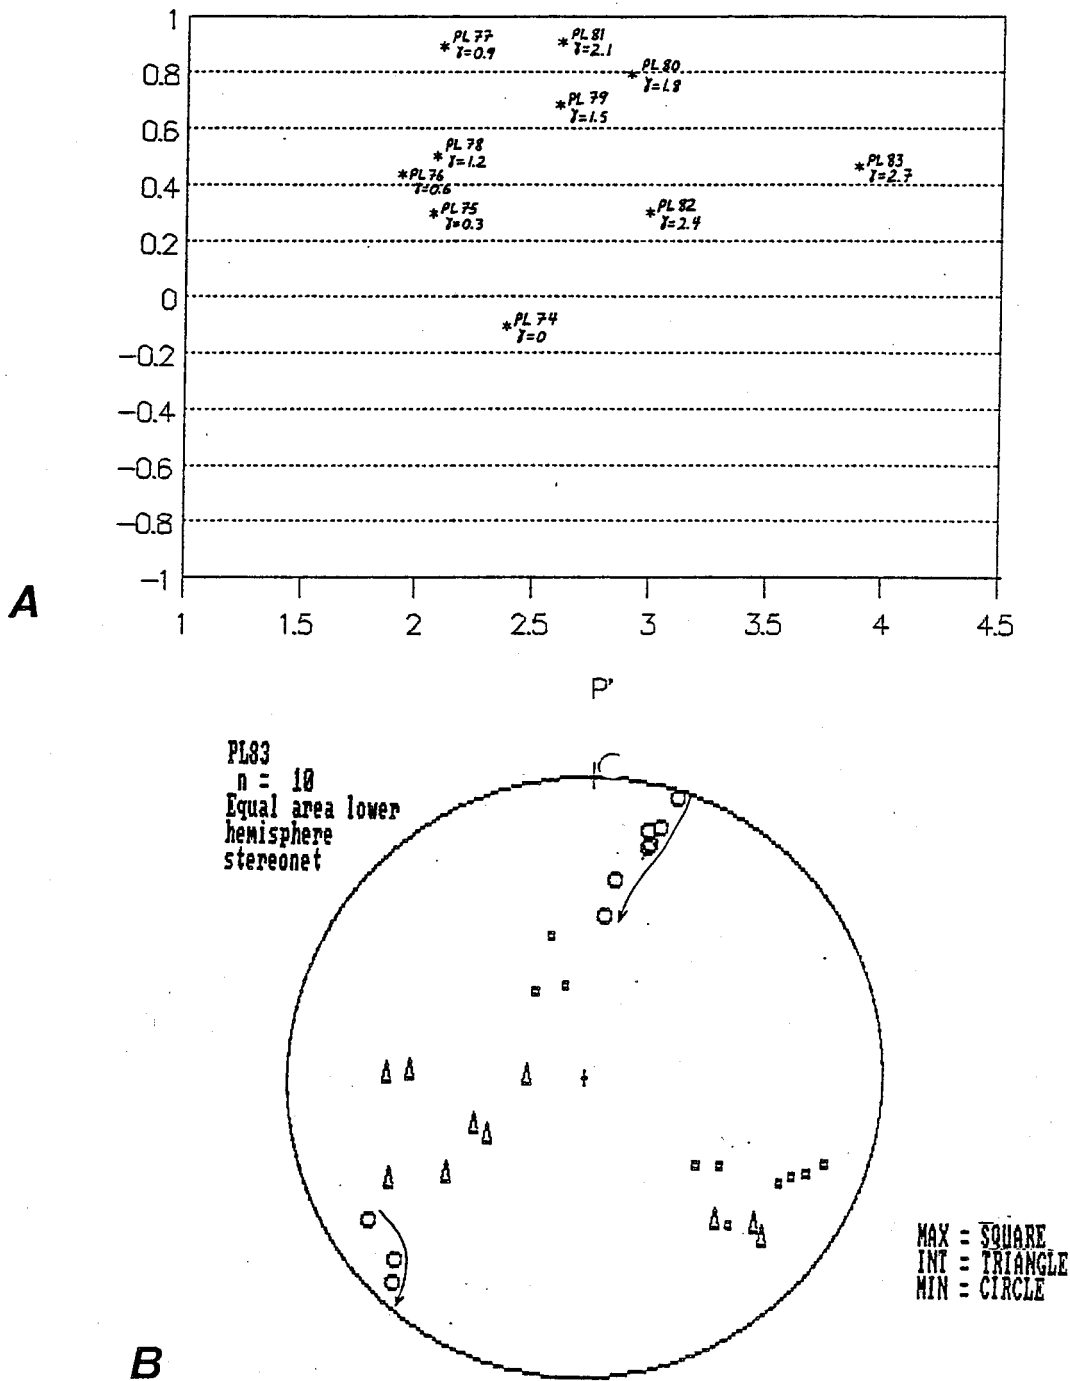 1
PL 77
γ=0.9
PL 81
γ=2.1
0.8
PL 80
γ=1.8
PL 79
γ=1.5
0.6
PL 78
γ=1.2
PL 76
γ=0.6
PL 83
γ=2.7
0.4
PL 75
γ=0.3
PL 82
γ=2.4
0.2
0
PL 74
γ=0
−0.2
−0.4
−0.6
−0.8
−1
A
1 1.5 2 2.5 3 3.5 4 4.5
P'
PL83
n = 10
Equal area lower
hemisphere
stereonet
MAX = SQUARE
INT = TRIANGLE
MIN = CIRCLE
B